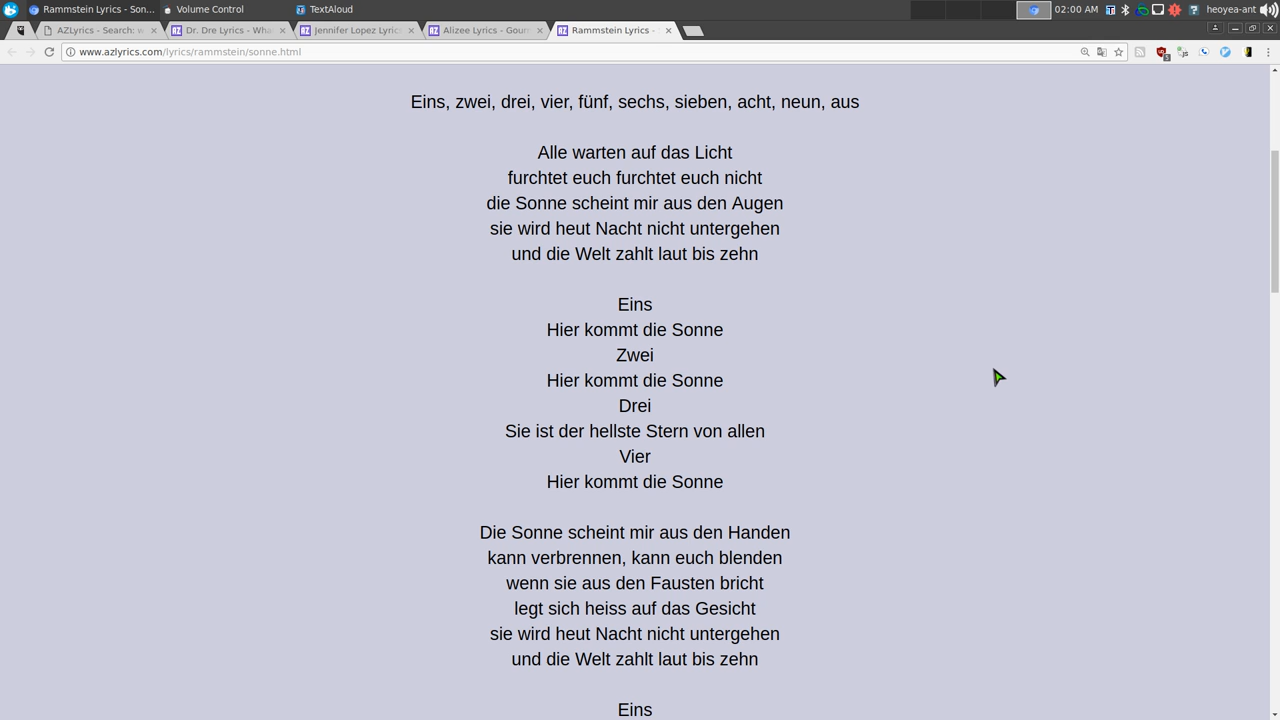 Rammstein Lyrics - Son...
Volume Control
TextAloud
02:00 AM
heoyea-ant
AZLyrics - Search: w
Dr. Dre Lyrics - Wha
Jennifer Lopez Lyric
Alizee Lyrics - Gour
Rammstein Lyrics -
www.azlyrics.com/lyrics/rammstein/sonne.html
Eins, zwei, drei, vier, fünf, sechs, sieben, acht, neun, aus
Alle warten auf das Licht
furchtet euch furchtet euch nicht
die Sonne scheint mir aus den Augen
sie wird heut Nacht nicht untergehen
und die Welt zahlt laut bis zehn
Eins
Hier kommt die Sonne
Zwei
Hier kommt die Sonne
Drei
Sie ist der hellste Stern von allen
Vier
Hier kommt die Sonne
Die Sonne scheint mir aus den Handen
kann verbrennen, kann euch blenden
wenn sie aus den Fausten bricht
legt sich heiss auf das Gesicht
sie wird heut Nacht nicht untergehen
und die Welt zahlt laut bis zehn
Eins